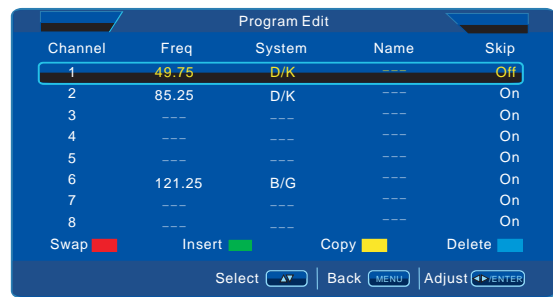 Program Edit
Channel Freq System Name Skip
1 49.75 D/K --- Off
2 85.25 D/K --- On
3 --- --- --- On
4 --- --- --- On
5 --- --- --- On
6 121.25 B/G --- On
7 --- --- --- On
8 --- --- --- On
Swap Insert Copy Delete
Select ▲▼ Back MENU Adjust ◄►/ENTER